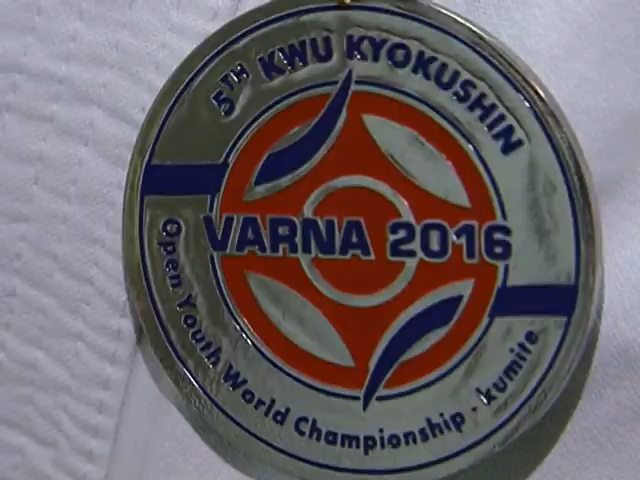 5TH KWU KYOKUSHIN
VARNA 2016
Open Youth World Championship - kumite